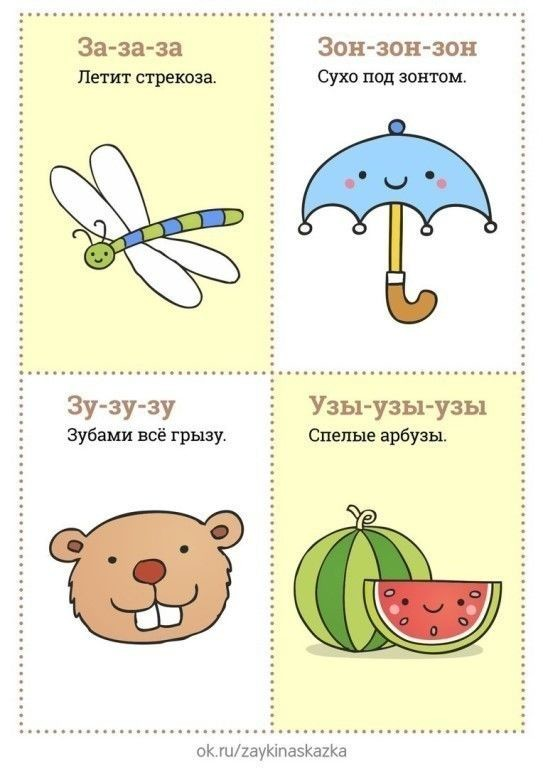 За-за-за
Летит стрекоза.
Зон-зон-зон
Сухо под зонтом.
Зу-зу-зу
Зубами всё грызу.
Узы-узы-узы
Спелые арбузы.
ok.ru/zaykinaskazka